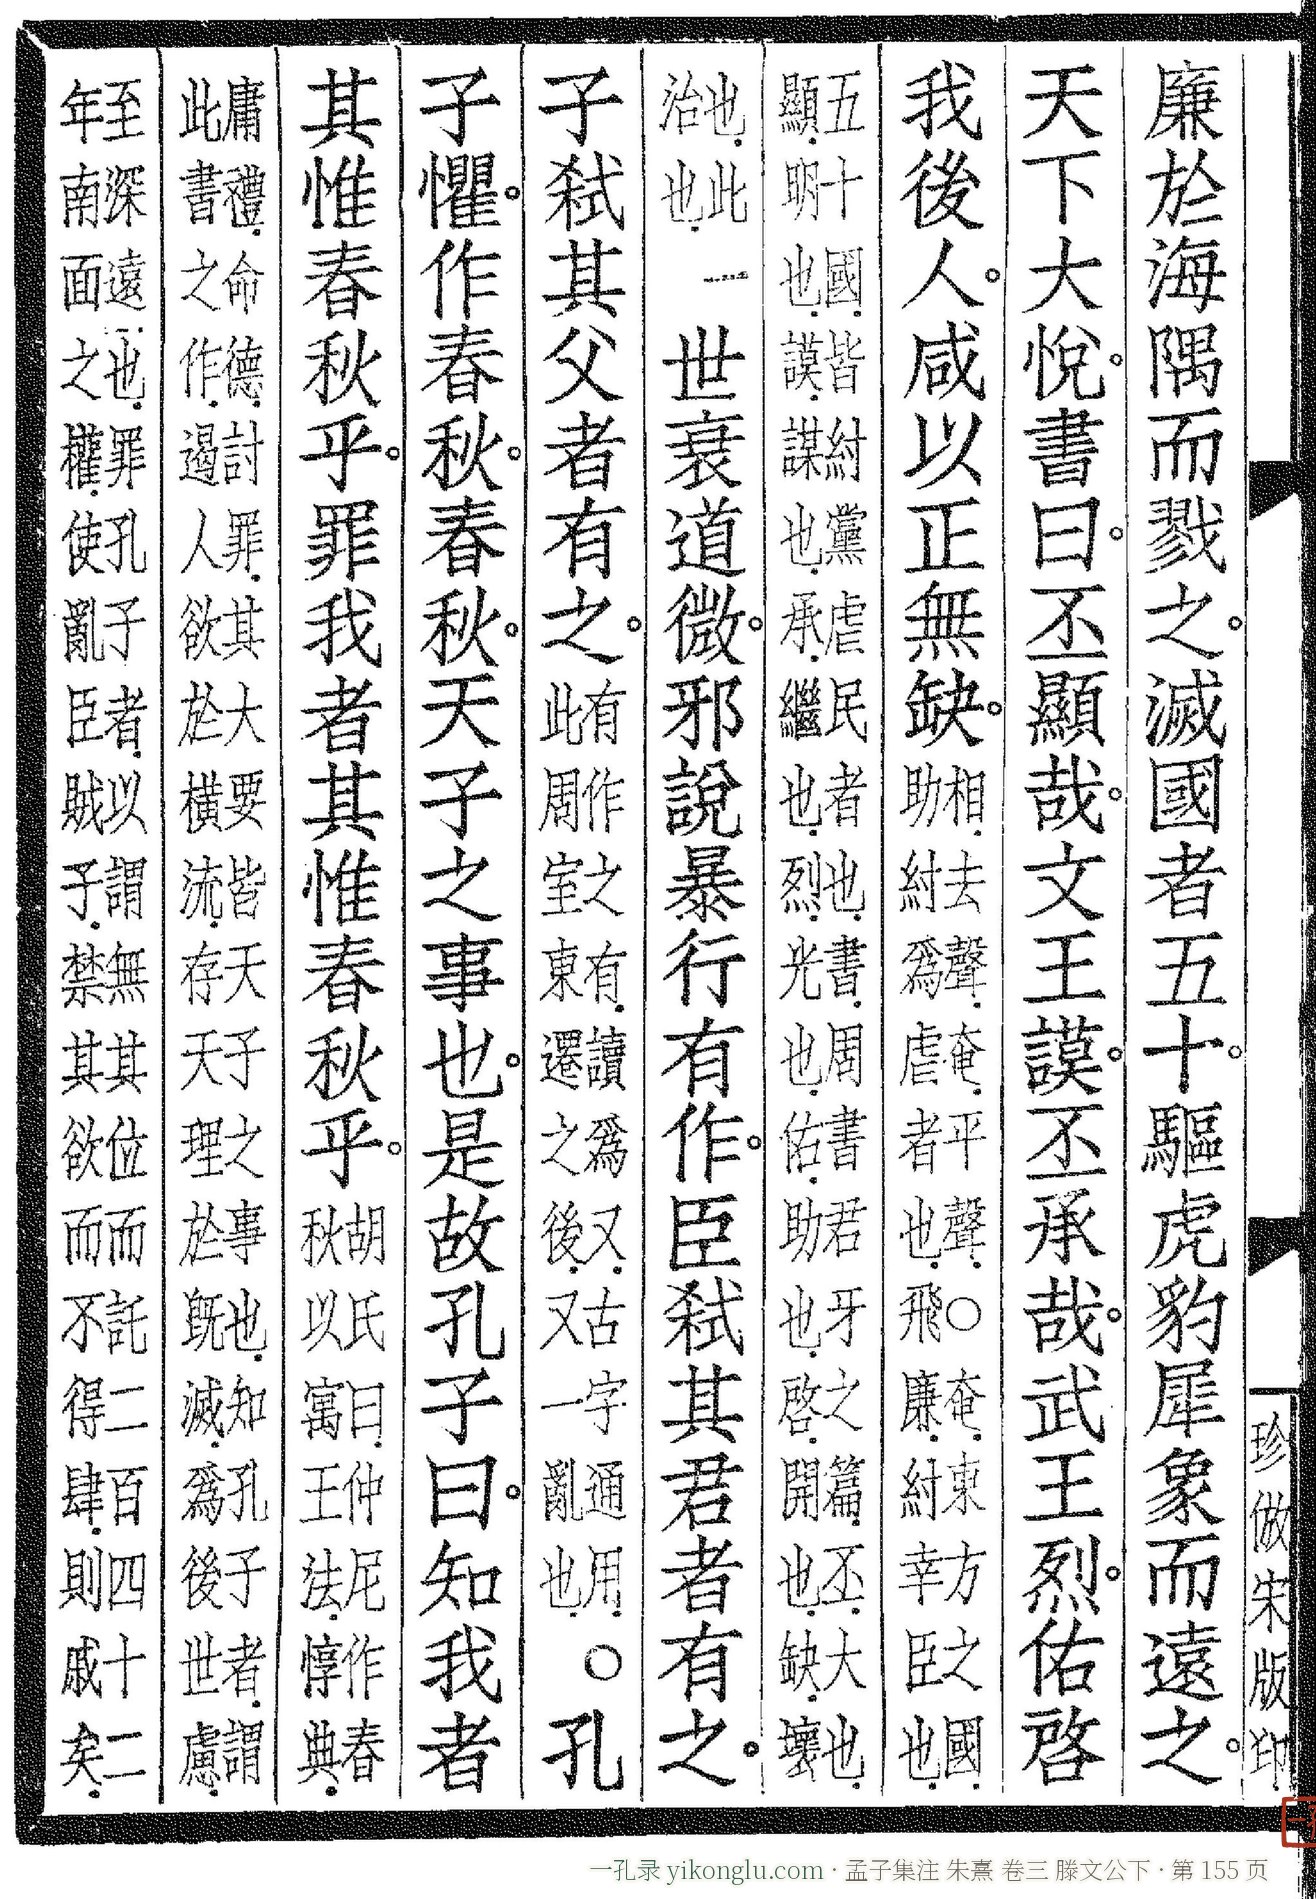 珍倣宋版印
廉於海隅而戮之。滅國者五十。驅虎豹犀象而遠之。
天下大悅。書曰。丕顯哉。文王謨。丕承哉。武王烈。佑啓
我後人。咸以正無缺。相.去聲.奄.平聲.○奄.東方之國
助紂爲虐者也.飛廉.紂幸臣也.
五十國.皆紂黨虐民者也.書.周書君牙之篇.丕.大也.
顯.明也.謨.謀也.承.繼也.烈.光也.佑.助也.啓.開也.缺.壞
也.此一
治也.
世衰道微。邪說暴行有作。臣弒其君者有之。
子弒其父者有之。有作之有.讀爲又.古字通用.○
此周室東遷之後.又一亂也.
孔
子懼。作春秋。春秋。天子之事也。是故孔子曰。知我者
其惟春秋乎。罪我者其惟春秋乎。胡氏曰.仲尼作春
秋以寓王法.惇典.
庸禮.命德.討罪.其大要皆天子之事也.知孔子者.謂
此書之作.遏人欲於橫流.存天理於既滅.爲後世慮.
至深遠也.罪孔子者.以謂無其位而託二百四十二
年南面之權.使亂臣賊子.禁其欲而不得肆.則戚矣.
一孔录 yikonglu.com · 孟子集注 朱熹 卷三 滕文公下 · 第 155 页